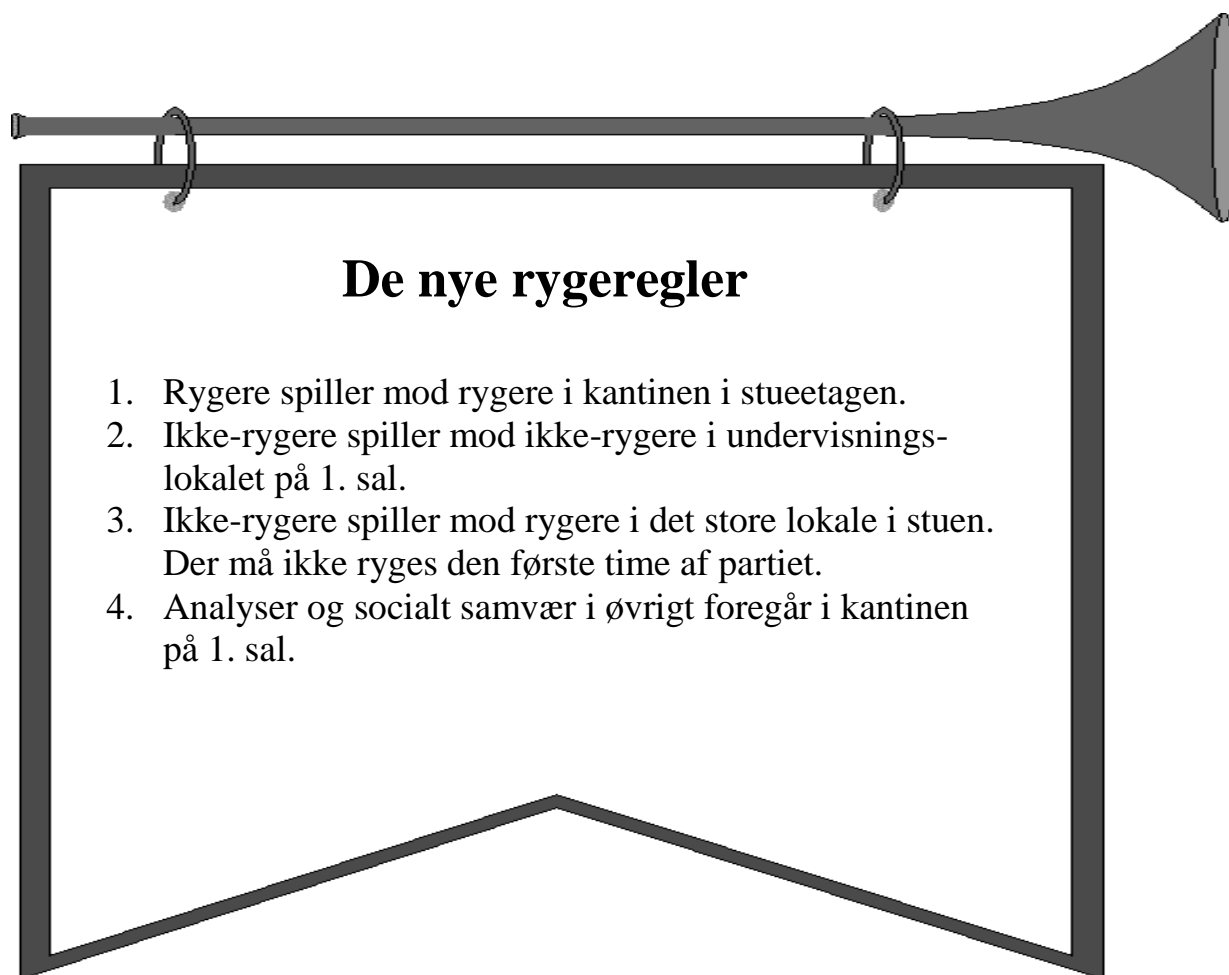 De nye rygeregler
1. Rygere spiller mod rygere i kantinen i stueetagen.
2. Ikke-rygere spiller mod ikke-rygere i undervisnings-
lokalet på 1. sal.
3. Ikke-rygere spiller mod rygere i det store lokale i stuen.
Der må ikke ryges den første time af partiet.
4. Analyser og socialt samvær i øvrigt foregår i kantinen
på 1. sal.